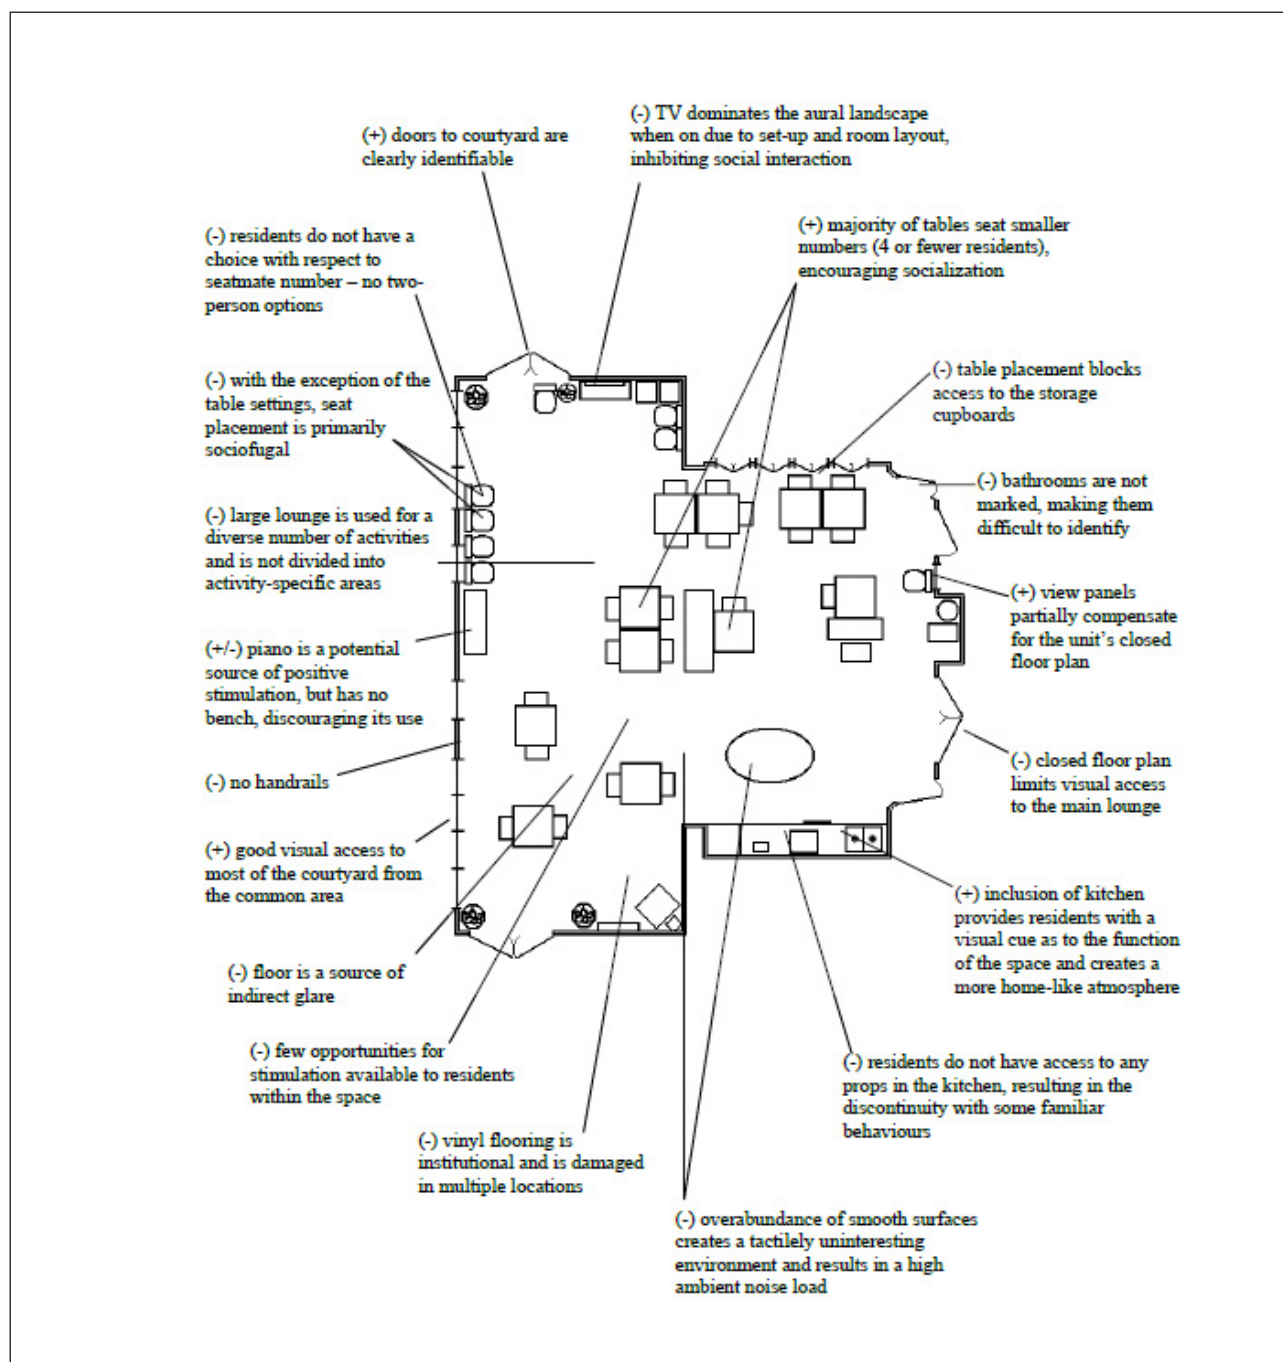 (-) TV dominates the aural landscape
when on due to set-up and room layout,
inhibiting social interaction
(+) doors to courtyard are
clearly identifiable
(+) majority of tables seat smaller
numbers (4 or fewer residents),
encouraging socialization
(-) residents do not have a
choice with respect to
seatmate number – no two-
person options
(-) table placement blocks
access to the storage
cupboards
(-) with the exception of the
table settings, seat
placement is primarily
sociofugal
(-) bathrooms are not
marked, making them
difficult to identify
(-) large lounge is used for a
diverse number of activities
and is not divided into
activity-specific areas
(+) view panels
partially compensate
for the unit's closed
floor plan
(+/-) piano is a potential
source of positive
stimulation, but has no
bench, discouraging its use
(-) closed floor plan
limits visual access
to the main lounge
(-) no handrails
(+) good visual access to
most of the courtyard from
the common area
(+) inclusion of kitchen
provides residents with a
visual cue as to the function
of the space and creates a
more home-like atmosphere
(-) floor is a source of
indirect glare
(-) few opportunities for
stimulation available to residents
within the space
(-) residents do not have access to any
props in the kitchen, resulting in the
discontinuity with some familiar
behaviours
(-) vinyl flooring is
institutional and is damaged
in multiple locations
(-) overabundance of smooth surfaces
creates a tactilely uninteresting
environment and results in a high
ambient noise load